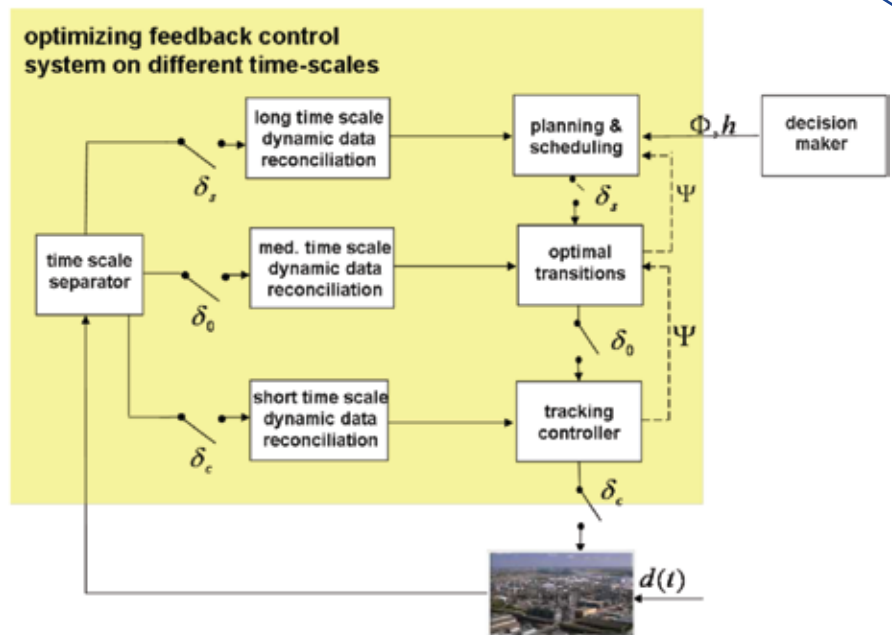 optimizing feedback control
system on different time-scales
long time scale
dynamic data
reconciliation
planning &
scheduling
Φ, h
decision
maker
δs
δs
Ψ
time scale
separator
med. time scale
dynamic data
reconciliation
optimal
transitions
δ0
δ0
Ψ
short time scale
dynamic data
reconciliation
tracking
controller
δc
δc
d(t)